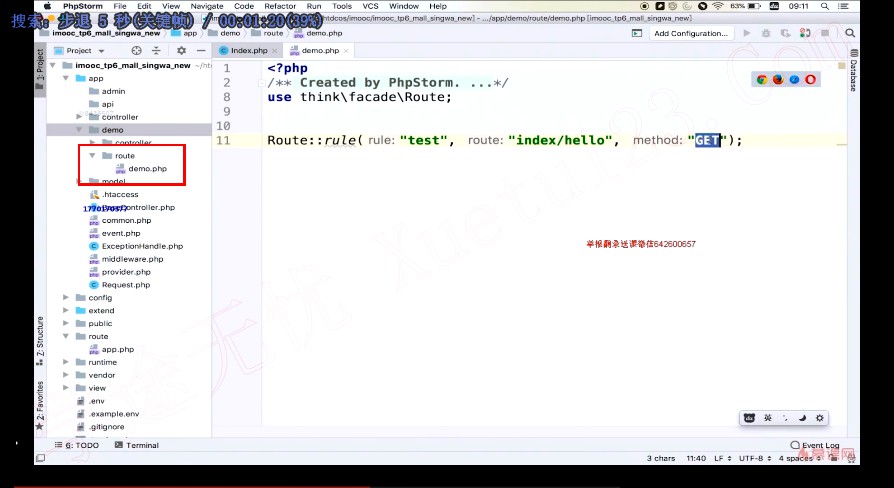 PhpStorm File Edit View Navigate Code Refactor Run Tools VCS Window Help 63% 09:11
搜索: 步退 5 秒(关键帧) / 00:01:20(39%)
htdcos/imooc_tp6_mall_singwa_new] - .../app/demo/route/demo.php [imooc_tp6_mall_singwa_new]
imooc_tp6_mall_singwa_new app demo route demo.php Add Configuration...
Project Index.php demo.php
1: Project
Database
imooc_tp6_mall_singwa_new
app
admin
api
controller
demo
controller
route
demo.php
model
.htaccess
BaseController.php
common.php
event.php
ExceptionHandle.php
middleware.php
provider.php
Request.php
config
extend
public
route
app.php
runtime
vendor
view
.env
.example.env
.gitignore
1 <?php
2 /** Created by PhpStorm. ...*/
8 use think\facade\Route;
9
10
11 Route::rule( rule: "test", route: "index/hello", method: "GET");
举报翻录送课微信642600657
Z: Structure
2: Favorites
英
6: TODO Terminal Event Log
3 chars 11:40 LF UTF-8 4 spaces
慕课网